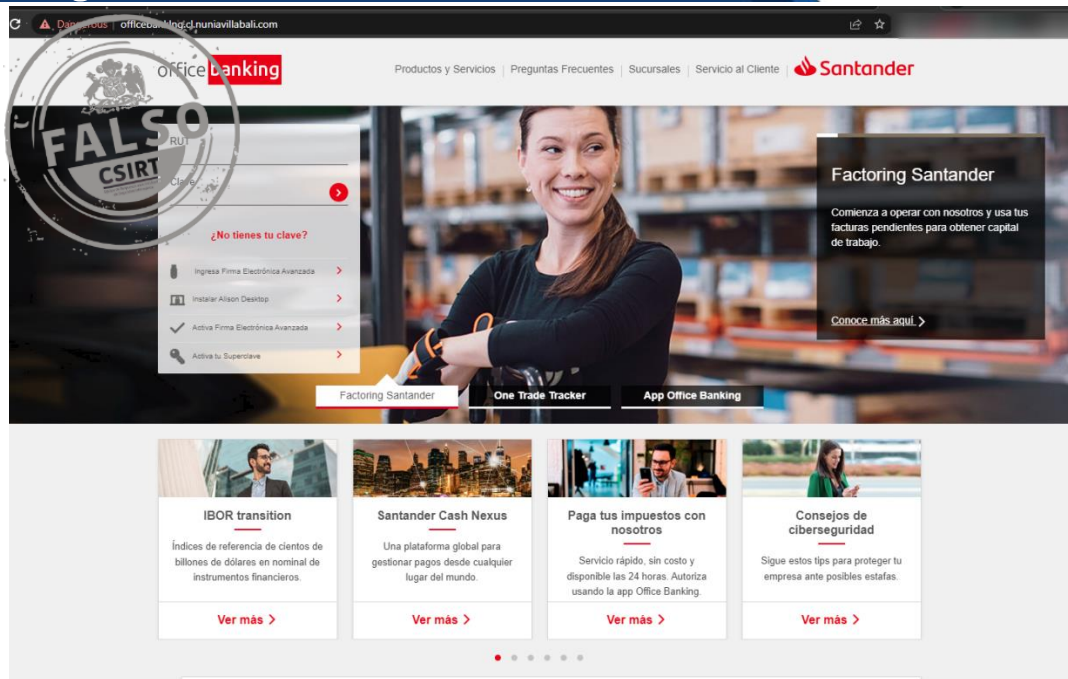 Dangerous
officebanking.cl.nuniavillabali.com
office banking
Productos y Servicios | Preguntas Frecuentes | Sucursales | Servicio al Cliente |
Santander
FALSO
CSIRT
RUT
Clave
¿No tienes tu clave?
Ingresa Firma Electrónica Avanzada
Instalar Alison Desktop
Activa Firma Electrónica Avanzada
Activa tu Superclave
Factoring Santander
Comienza a operar con nosotros y usa tus
facturas pendientes para obtener capital
de trabajo.
Conoce más aquí
Factoring Santander
One Trade Tracker
App Office Banking
IBOR transition
Índices de referencia de cientos de
billones de dólares en nominal de
instrumentos financieros.
Ver más
Santander Cash Nexus
Una plataforma global para
gestionar pagos desde cualquier
lugar del mundo.
Ver más
Paga tus impuestos con
nosotros
Servicio rápido, sin costo y
disponible las 24 horas. Autoriza
usando la app Office Banking.
Ver más
Consejos de
ciberseguridad
Sigue estos tips para proteger tu
empresa ante posibles estafas.
Ver más